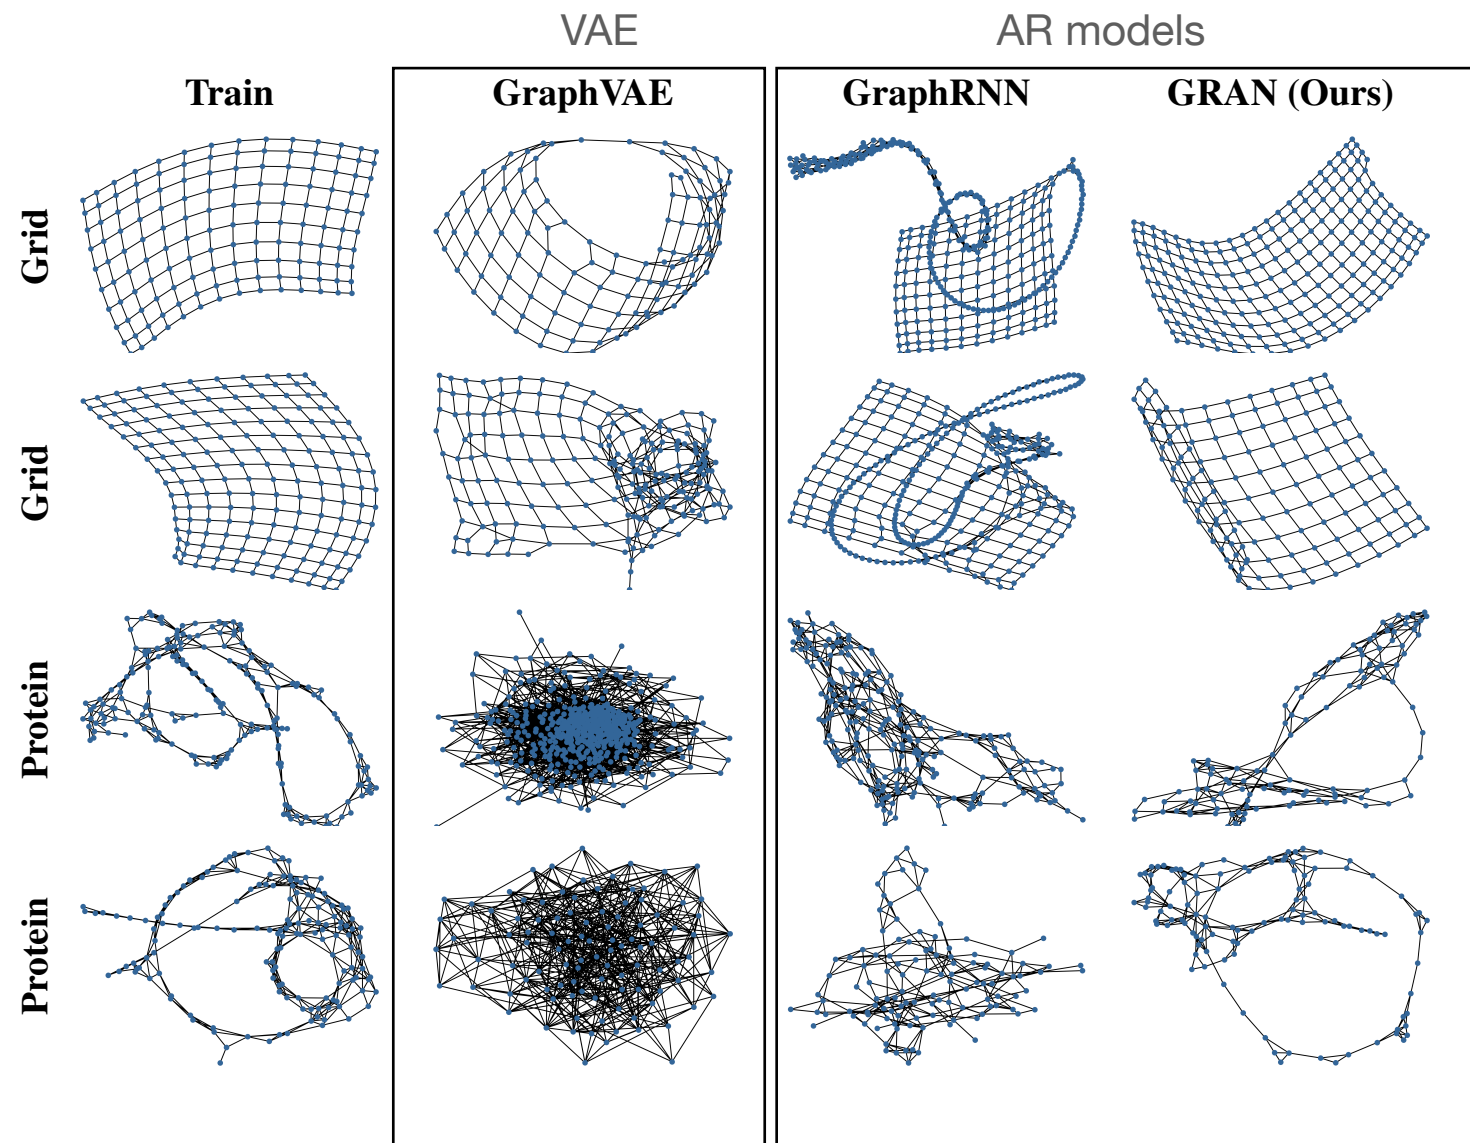 VAE
AR models
Train
GraphVAE
GraphRNN
GRAN (Ours)
Grid
Grid
Protein
Protein